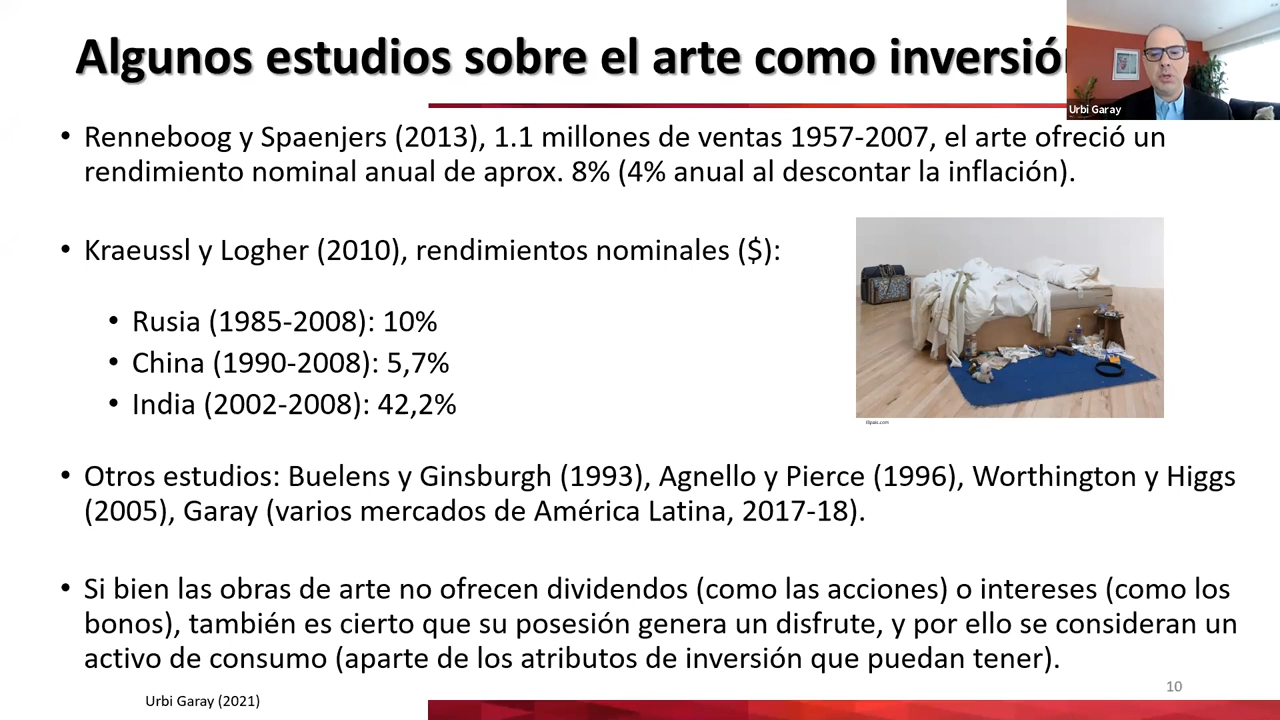 Algunos estudios sobre el arte como inversión
Urbi Garay
• Renneboog y Spaenjers (2013), 1.1 millones de ventas 1957-2007, el arte ofreció un
rendimiento nominal anual de aprox. 8% (4% anual al descontar la inflación).
• Kraeussl y Logher (2010), rendimientos nominales ($):
• Rusia (1985-2008): 10%
• China (1990-2008): 5,7%
• India (2002-2008): 42,2%
Elpais.com
• Otros estudios: Buelens y Ginsburgh (1993), Agnello y Pierce (1996), Worthington y Higgs
(2005), Garay (varios mercados de América Latina, 2017-18).
• Si bien las obras de arte no ofrecen dividendos (como las acciones) o intereses (como los
bonos), también es cierto que su posesión genera un disfrute, y por ello se consideran un
activo de consumo (aparte de los atributos de inversión que puedan tener).
10
Urbi Garay (2021)